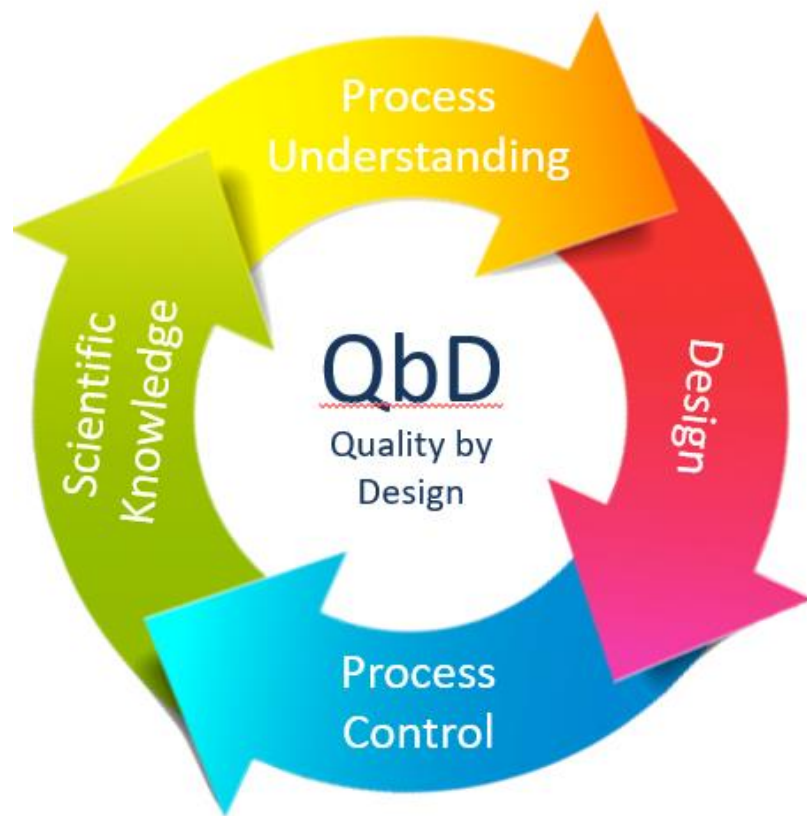 Process
Understanding
Design
Process
Control
Scientific
Knowledge
QbD
Quality by
Design